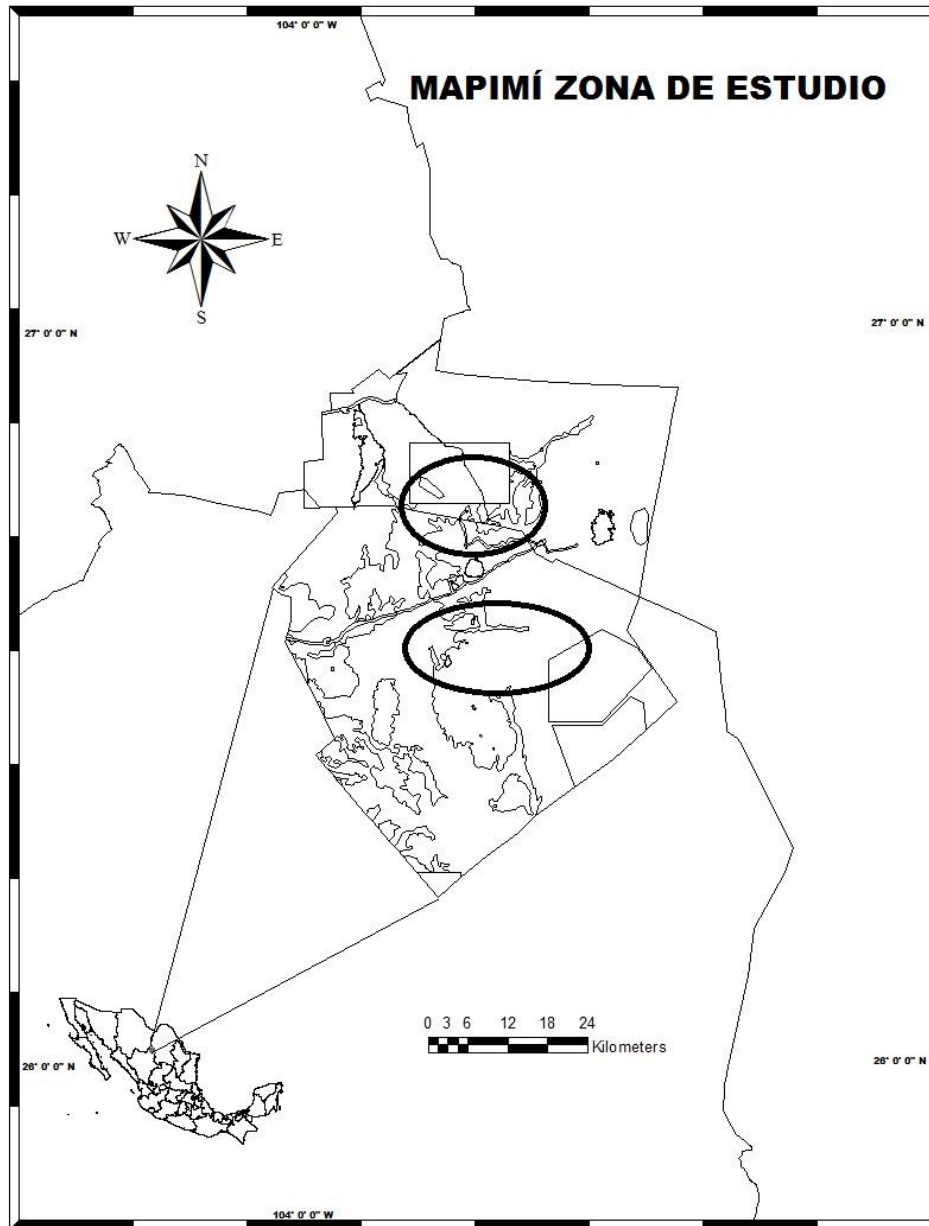 104° 0' 0" W
MAPIMÍ ZONA DE ESTUDIO
N
W E
S
27° 0' 0" N 27° 0' 0" N
0 3 6 12 18 24
Kilometers
26° 0' 0" N 26° 0' 0" N
104° 0' 0" W